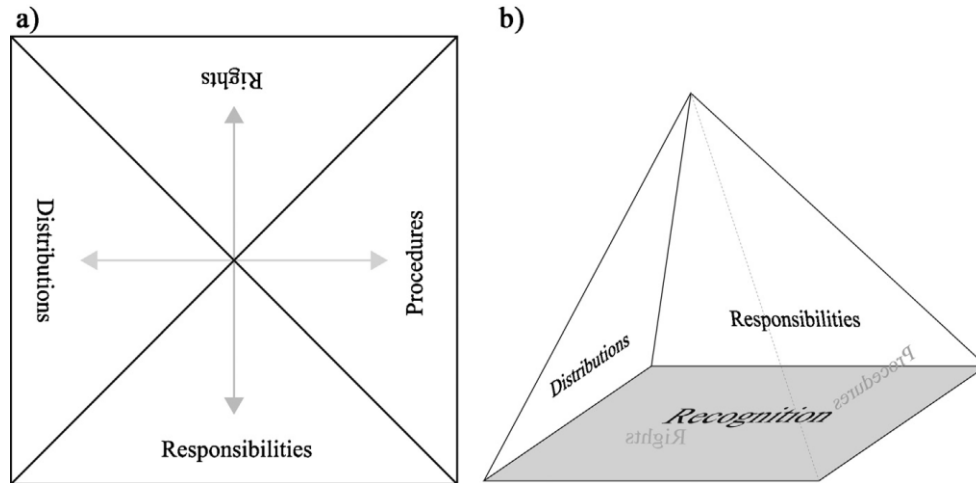 a)
b)
Rights
Distributions
Procedures
Responsibilities
Responsibilities
Distributions
Procedures
Recognition
Rights